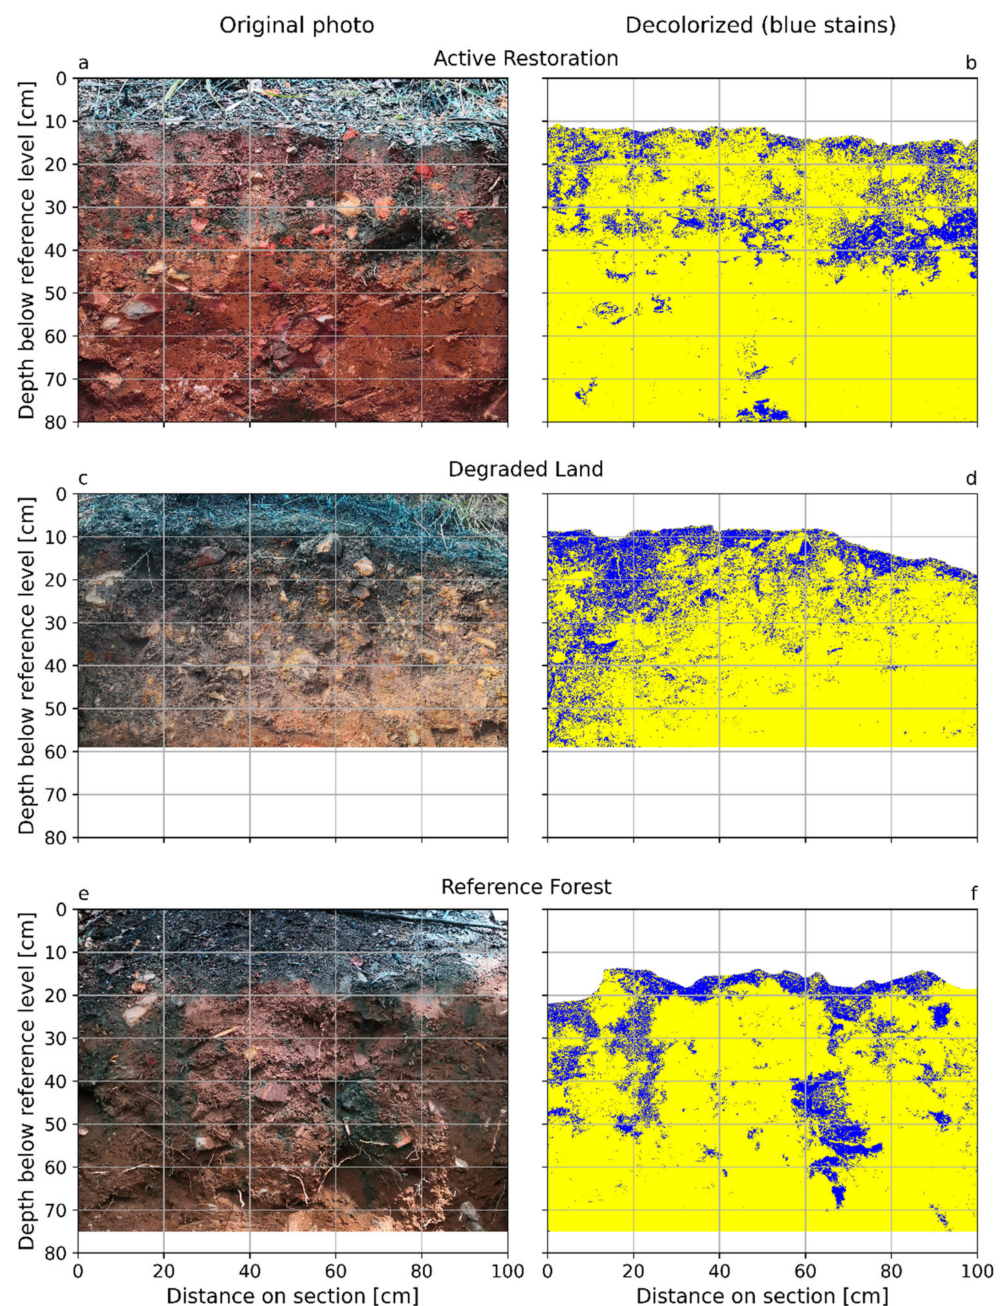 Original photo
Decolorized (blue stains)
Active Restoration
a
b
Depth below reference level [cm]
0
10
20
30
40
50
60
70
80
Degraded Land
c
d
Depth below reference level [cm]
0
10
20
30
40
50
60
70
80
Reference Forest
e
f
Depth below reference level [cm]
0
10
20
30
40
50
60
70
80
0 20 40 60 80 100
0 20 40 60 80 100
Distance on section [cm]
Distance on section [cm]